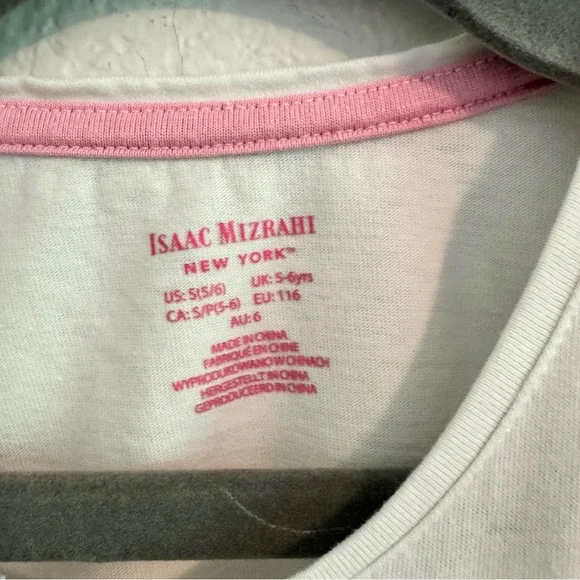 ISAAC MIZRAHI
NEW YORK™
US: S(5/6) UK: 5-6yrs
CA: S/P(5-6) EU: 116
AU: 6
MADE IN CHINA
FABRIQUÉ EN CHINE
WYPRODUKOWANO W CHINACH
HERGESTELLT IN CHINA
GEPRODUCEERD IN CHINA